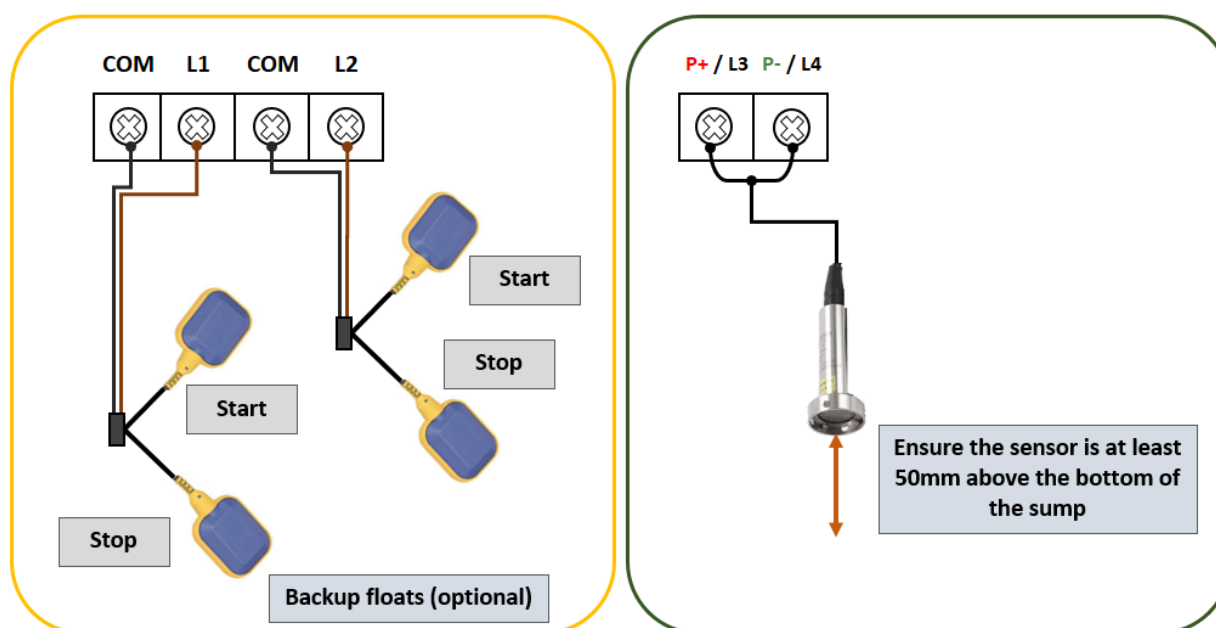 COM L1 COM L2
Start
Stop
Start
Stop
Backup floats (optional)
P+ / L3 P- / L4
Ensure the sensor is at least
50mm above the bottom of
the sump